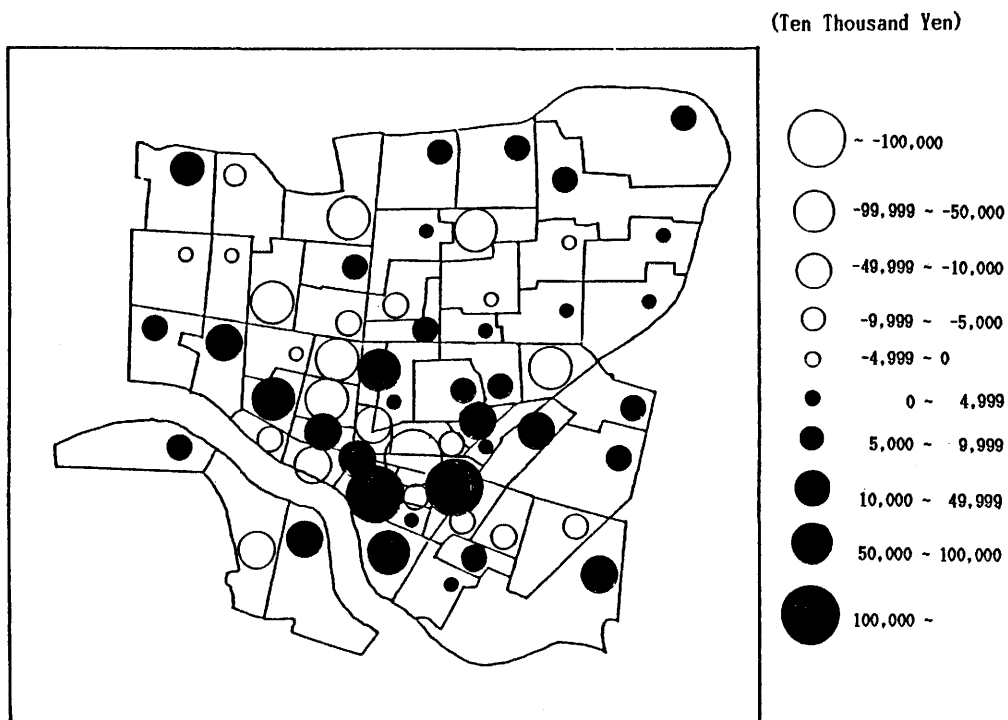 (Ten Thousand Yen)
~ -100,000
-99,999 ~ -50,000
-49,999 ~ -10,000
-9,999 ~ -5,000
-4,999 ~ 0
0 ~ 4,999
5,000 ~ 9,999
10,000 ~ 49,999
50,000 ~ 100,000
100,000 ~